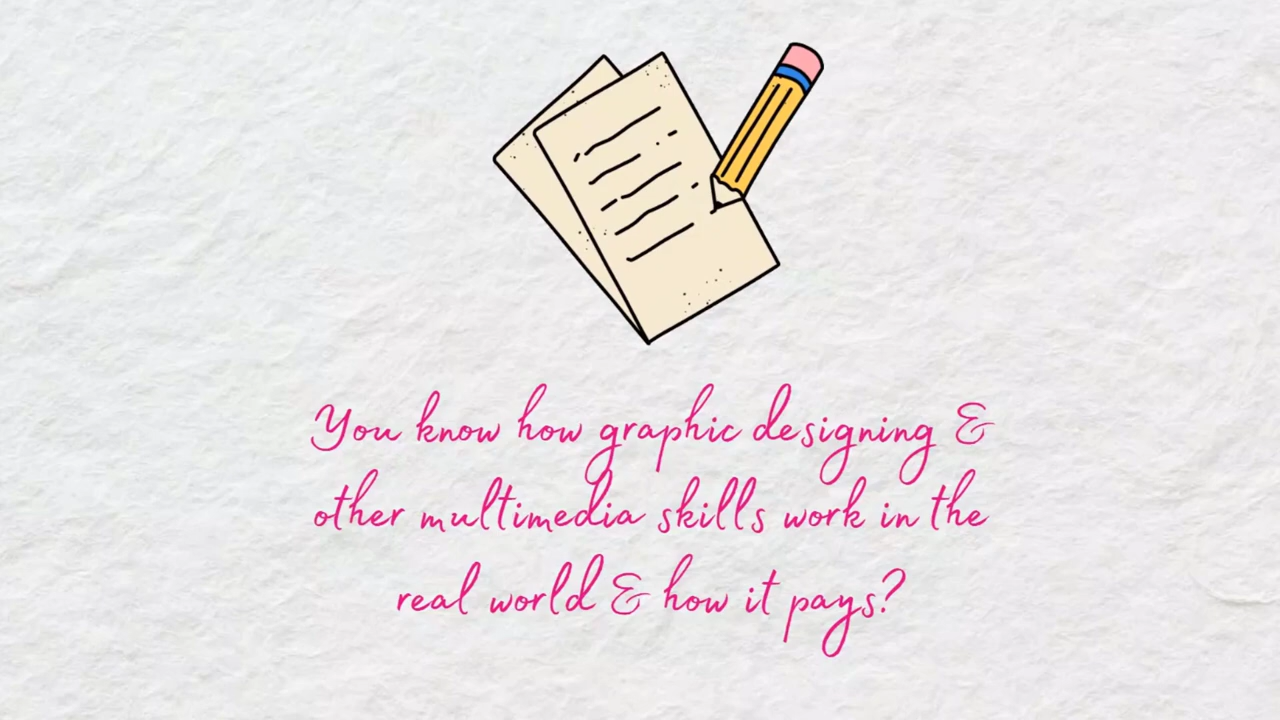 You know how graphic designing &
other multimedia skills work in the
real world & how it pays?